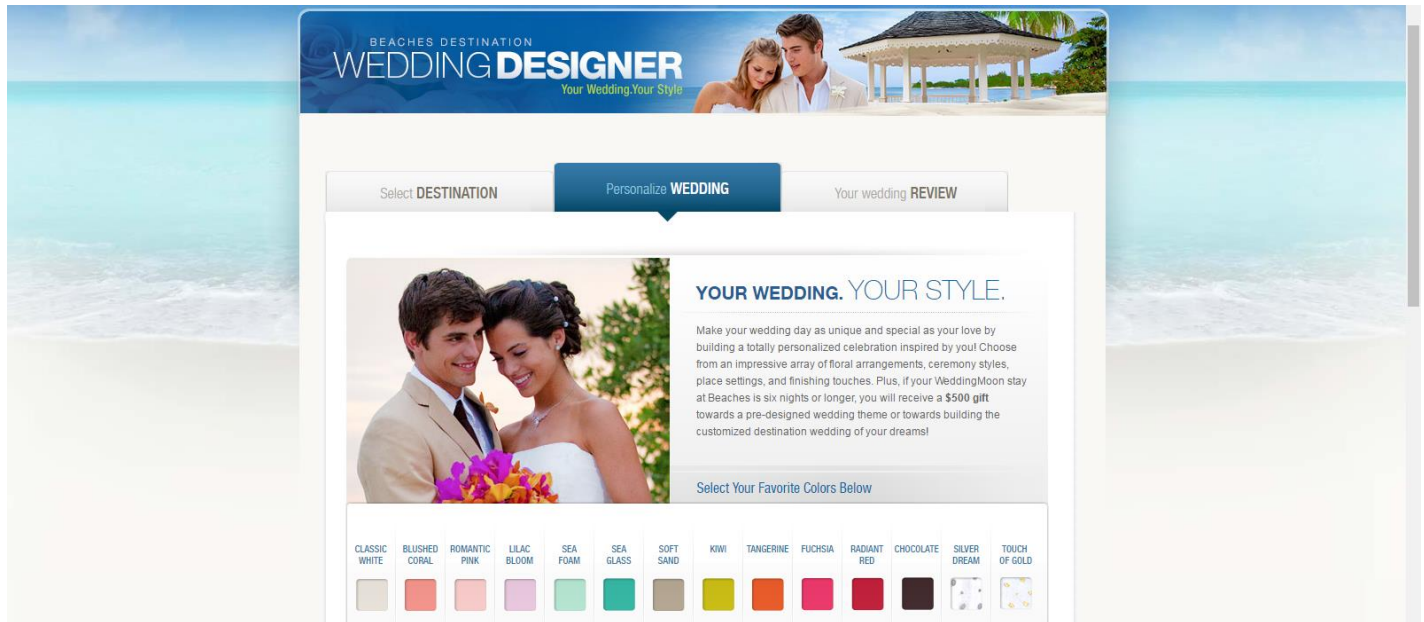 BEACHES DESTINATION
WEDDING DESIGNER
Your Wedding.Your Style
Select DESTINATION
Personalize WEDDING
Your wedding REVIEW
YOUR WEDDING. YOUR STYLE.
Make your wedding day as unique and special as your love by
building a totally personalized celebration inspired by you! Choose
from an impressive array of floral arrangements, ceremony styles,
place settings, and finishing touches. Plus, if your WeddingMoon stay
at Beaches is six nights or longer, you will receive a $500 gift
towards a pre-designed wedding theme or towards building the
customized destination wedding of your dreams!
Select Your Favorite Colors Below
CLASSIC WHITE
BLUSHED CORAL
ROMANTIC PINK
LILAC BLOOM
SEA FOAM
SEA GLASS
SOFT SAND
KIWI
TANGERINE
FUCHSIA
RADIANT RED
CHOCOLATE
SILVER DREAM
TOUCH OF GOLD